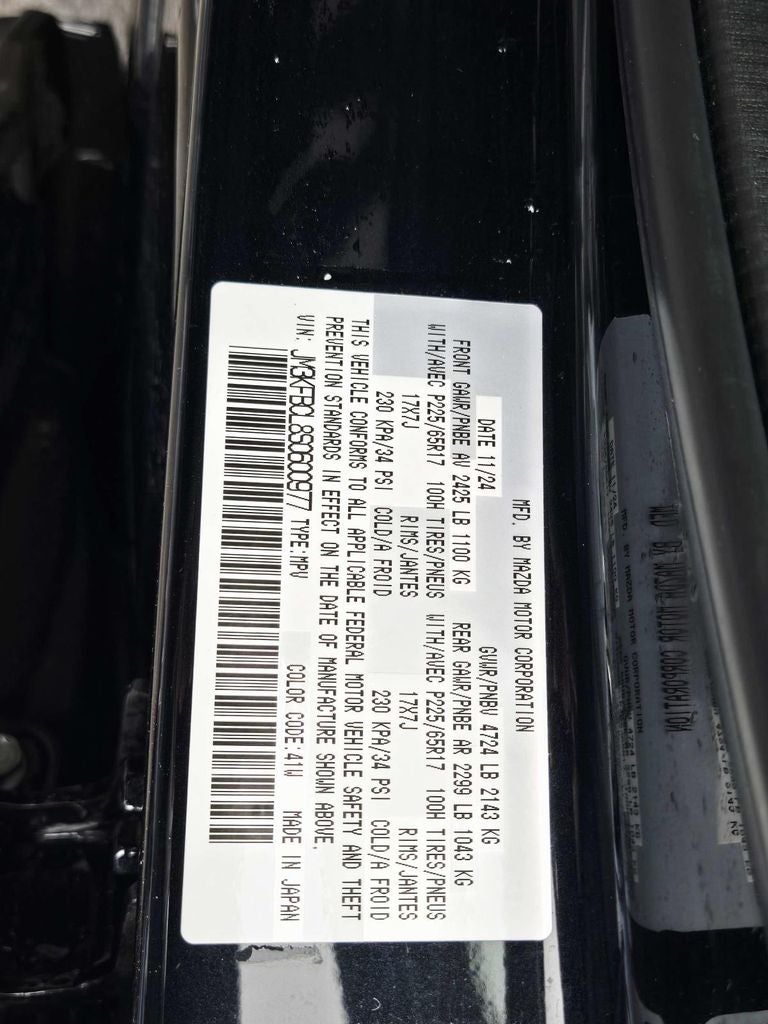 MFD. BY MAZDA MOTOR CORPORATION
DATE 11/24 GVWR/PNBV 4724 LB 2143 KG
FRONT GAWR/PNBE AV 2425 LB 1100 KG REAR GAWR/PNBE AR 2299 LB 1043 KG
WITH/AVEC P225/65R17 100H TIRES/PNEUS WITH/AVEC P225/65R17 100H TIRES/PNEUS
17X7J RIMS/JANTES 17X7J RIMS/JANTES
230 KPA/34 PSI COLD/A FROID 230 KPA/34 PSI COLD/A FROID
THIS VEHICLE CONFORMS TO ALL APPLICABLE FEDERAL MOTOR VEHICLE SAFETY AND THEFT
PREVENTION STANDARDS IN EFFECT ON THE DATE OF MANUFACTURE SHOWN ABOVE.
VIN: JM3KFBCL8S0600977 TYPE:MPV COLOR CODE:41W MADE IN JAPAN